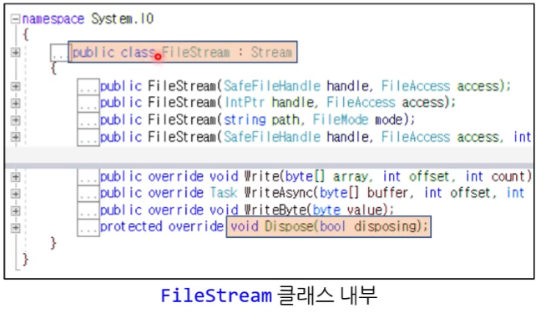 namespace System.IO
{
...public class FileStream : Stream
{
...public FileStream(SafeFileHandle handle, FileAccess access);
...public FileStream(IntPtr handle, FileAccess access);
...public FileStream(string path, FileMode mode);
...public FileStream(SafeFileHandle handle, FileAccess access, int
...public override void Write(byte[] array, int offset, int count)
...public override Task WriteAsync(byte[] buffer, int offset, int
...public override void WriteByte(byte value);
...protected override void Dispose(bool disposing);
}
}
FileStream 클래스 내부